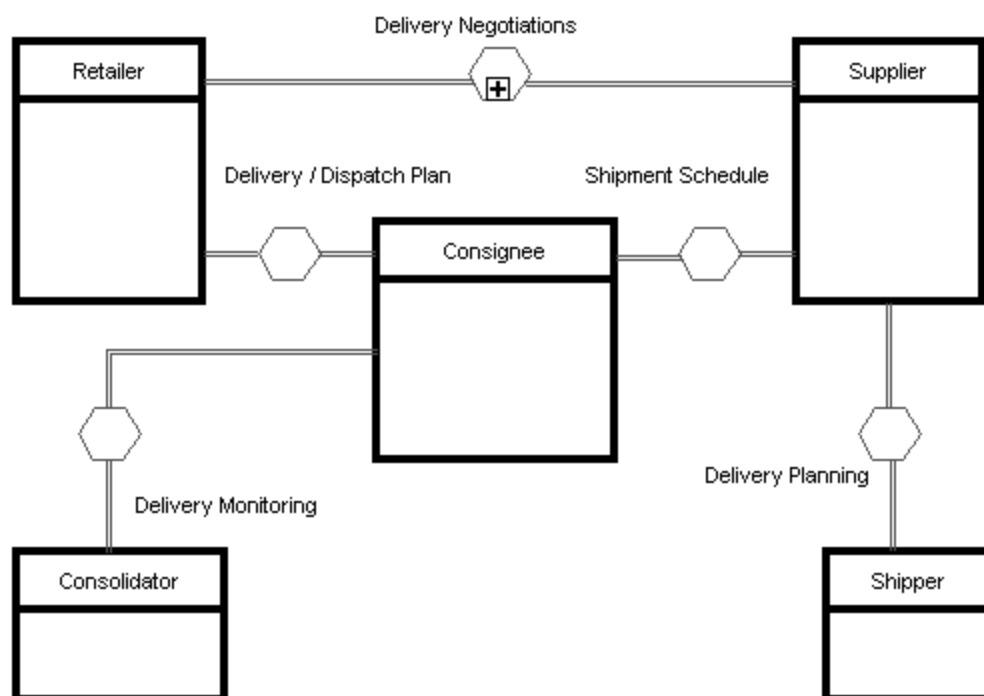 Delivery Negotiations
Retailer
Supplier
Delivery / Dispatch Plan
Shipment Schedule
Consignee
Delivery Planning
Delivery Monitoring
Consolidator
Shipper